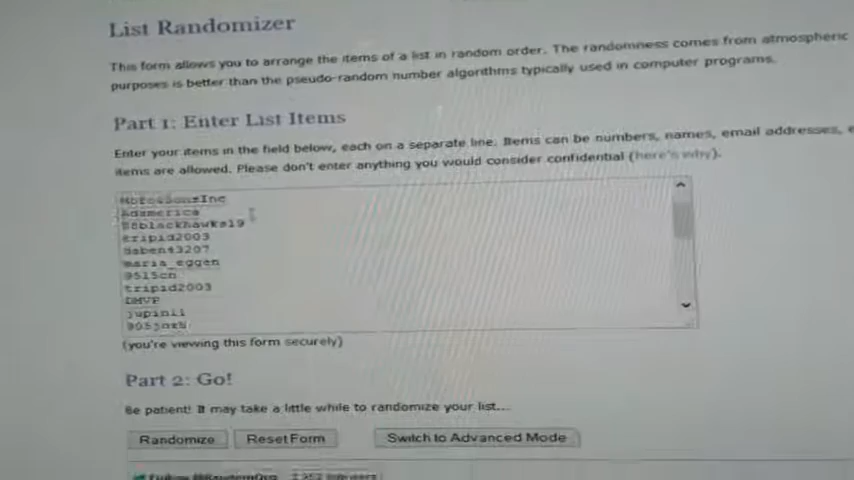 List Randomizer
This form allows you to arrange the items of a list in random order. The randomness comes from atmospheric
purposes is better than the pseudo-random number algorithms typically used in computer programs.
Part 1: Enter List Items
Enter your items in the field below, each on a separate line. Items can be numbers, names, email addresses, e
items are allowed. Please don't enter anything you would consider confidential (here's why).
88blackhawks19
tripid2003
maria_eggen
9515cn
tripid2003
DMVP
(you're viewing this form securely)
Part 2: Go!
Be patient! It may take a little while to randomize your list...
Randomize Reset Form Switch to Advanced Mode
Follow @RandomOrg